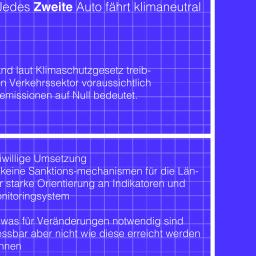 Jedes Zweite Auto fährt klimaneutral
nd laut Klimaschutzgesetz treib-
n Verkehrssektor voraussichtlich
emissionen auf Null bedeutet.
iwillige Umsetzung
keine Sanktions-mechanismen für die Län-
r starke Orientierung an Indikatoren und
onitoringsystem
was für Veränderungen notwendig sind
essbar aber nicht wie diese erreicht werden
nnen